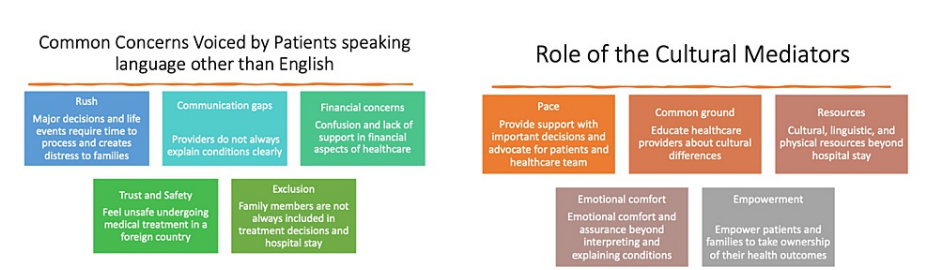 Common Concerns Voiced by Patients speaking
language other than English
Rush
Major decisions and life
events require time to
process and creates
distress to families
Communication gaps
Providers do not always
explain conditions clearly
Financial concerns
Confusion and lack of
support in financial
aspects of healthcare
Trust and Safety
Feel unsafe undergoing
medical treatment in a
foreign country
Exclusion
Family members are not
always included in
treatment decisions and
hospital stay
Role of the Cultural Mediators
Pace
Provide support with
important decisions and
advocate for patients and
healthcare team
Common ground
Educate healthcare
providers about cultural
differences
Resources
Cultural, linguistic, and
physical resources beyond
hospital stay
Emotional comfort
Emotional comfort and
assurance beyond
interpreting and
explaining conditions
Empowerment
Empower patients and
families to take ownership
of their health outcomes